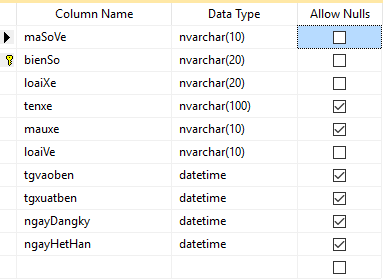 Column Name Data Type Allow Nulls
maSoVe nvarchar(10)
bienSo nvarchar(20)
loaiXe nvarchar(20)
tenxe nvarchar(100)
mauxe nvarchar(10)
loaiVe nvarchar(10)
tgvaoben datetime
tgxuatben datetime
ngayDangky datetime
ngayHetHan datetime